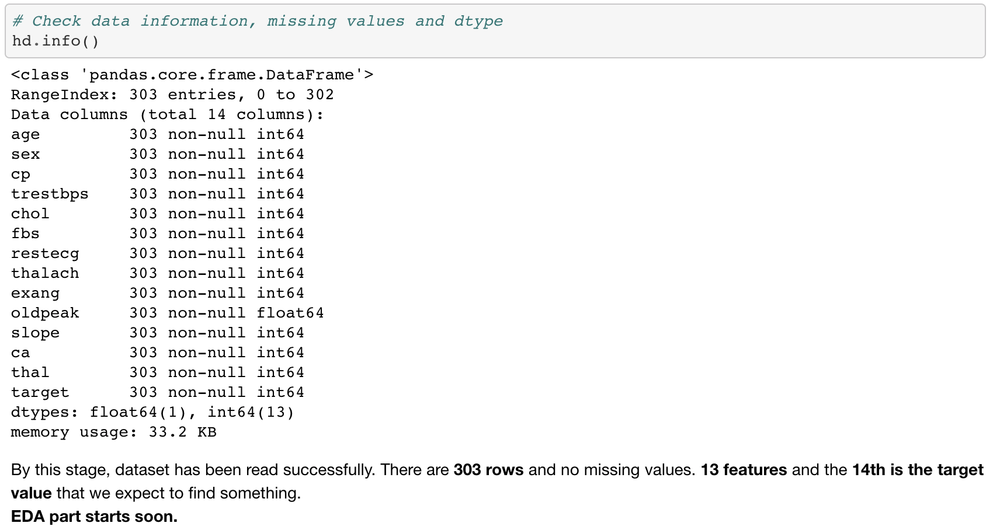 # Check data information, missing values and dtype
hd.info()
<class 'pandas.core.frame.DataFrame'>
RangeIndex: 303 entries, 0 to 302
Data columns (total 14 columns):
age         303 non-null int64
sex         303 non-null int64
cp          303 non-null int64
trestbps    303 non-null int64
chol        303 non-null int64
fbs         303 non-null int64
restecg     303 non-null int64
thalach     303 non-null int64
exang       303 non-null int64
oldpeak     303 non-null float64
slope       303 non-null int64
ca          303 non-null int64
thal        303 non-null int64
target      303 non-null int64
dtypes: float64(1), int64(13)
memory usage: 33.2 KB
By this stage, dataset has been read successfully. There are 303 rows and no missing values. 13 features and the 14th is the target
value that we expect to find something.
EDA part starts soon.